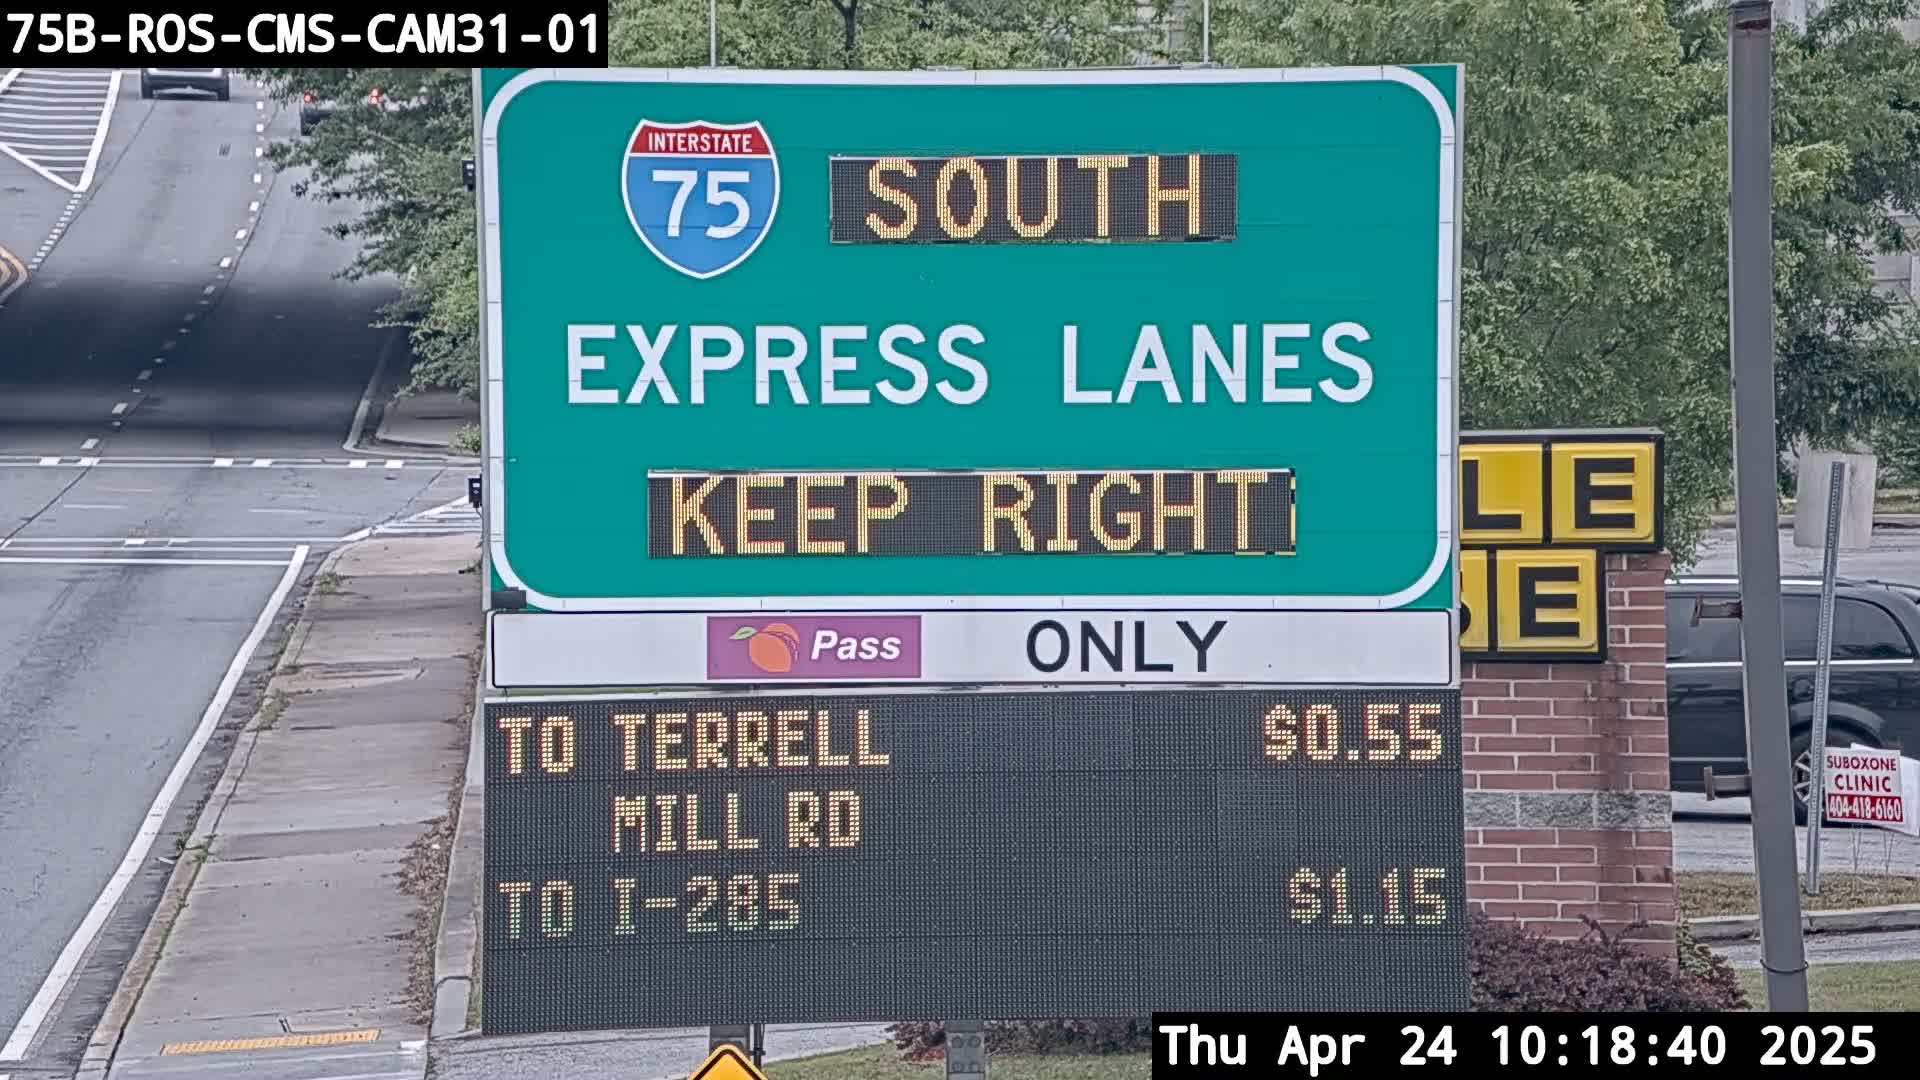 75B-ROS-CMS-CAM31-01
INTERSTATE
75
SOUTH
EXPRESS LANES
KEEP RIGHT
LE
E
Pass ONLY
TO TERRELL $0.55
MILL RD
TO I-285 $1.15
SUBOXONE
CLINIC
404-418-6160
Thu Apr 24 10:18:40 2025